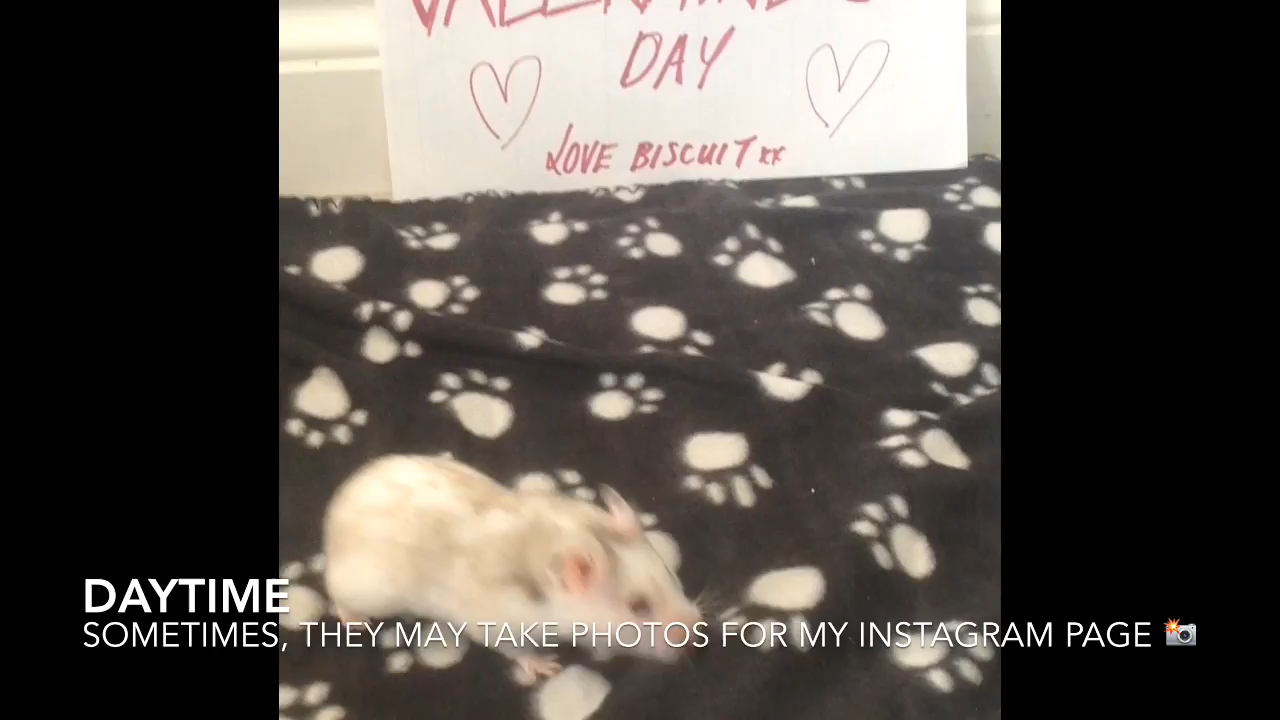 DAY
LOVE BISCUIT xx
DAYTIME
SOMETIMES, THEY MAY TAKE PHOTOS FOR MY INSTAGRAM PAGE 📸